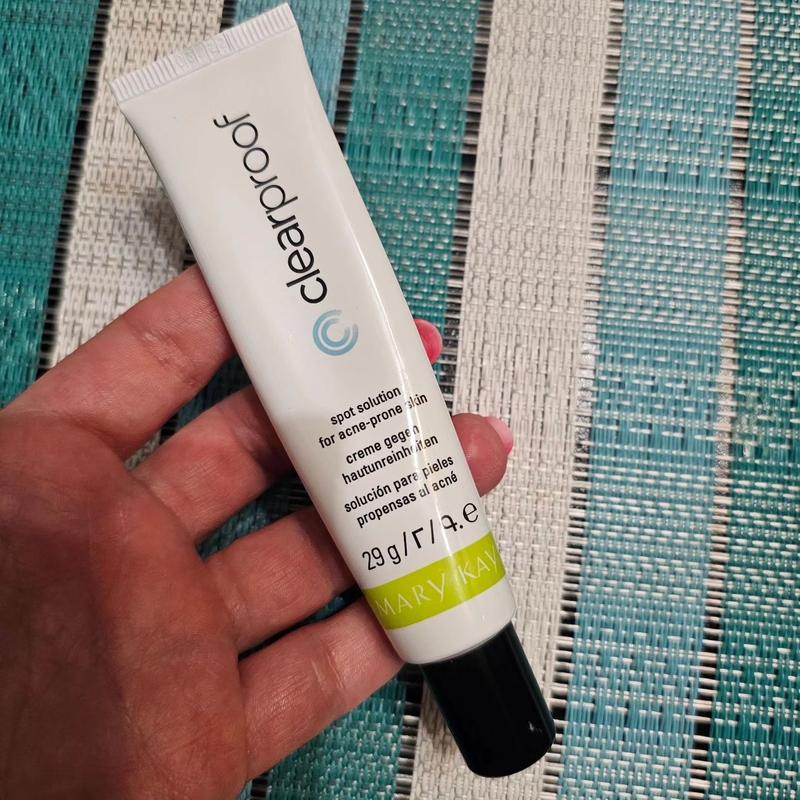 clearproof
spot solution
for acne-prone skin
creme gegen
hautunreinheiten
solución para pieles
propensas al acné
29 g/г/գ.e
MARY KAY